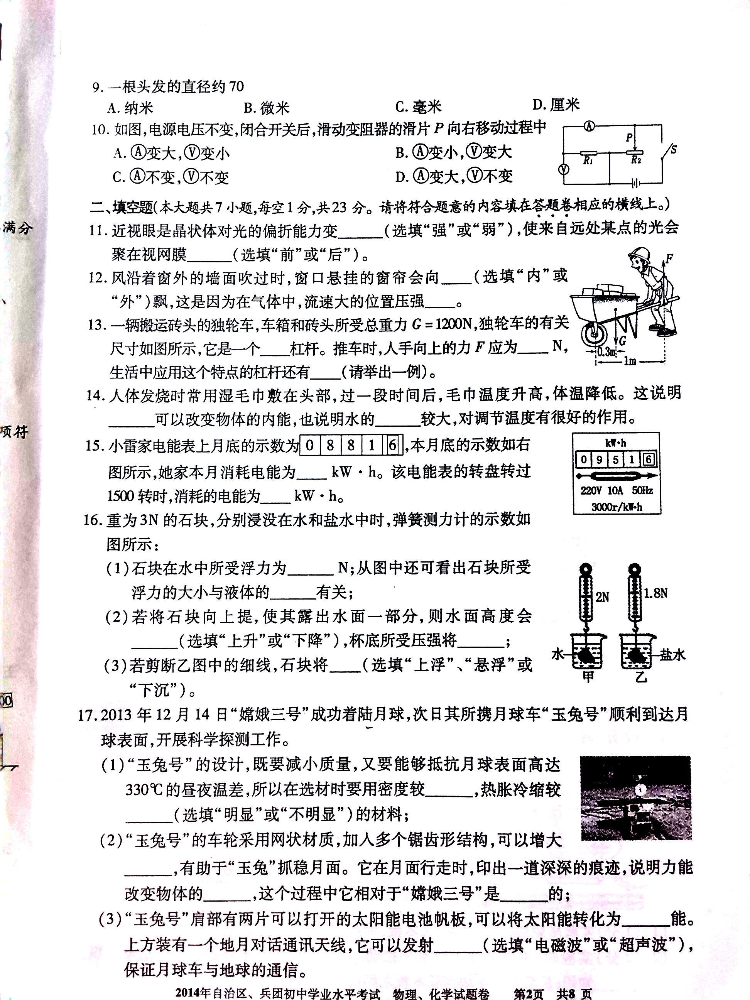 9. 一根头发的直径约 70
A. 纳米 B. 微米 C. 毫米 D. 厘米
10. 如图,电源电压不变,闭合开关后,滑动变阻器的滑片 P 向右移动过程中
A. Ⓐ变大,Ⓥ变小 B. Ⓐ变小,Ⓥ变大
C. Ⓐ不变,Ⓥ不变 D. Ⓐ变大,Ⓥ不变
A
P
S
R₁
R₂
V
二、填空题(本大题共 7 小题,每空 1 分,共 23 分。请将符合题意的内容填在答题卷相应的横线上。)
满分
11. 近视眼是晶状体对光的偏折能力变______(选填“强”或“弱”),使来自远处某点的光会
聚在视网膜______(选填“前”或“后”)。
12. 风沿着窗外的墙面吹过时,窗口悬挂的窗帘会向____(选填“内”或
“外”)飘,这是因为在气体中,流速大的位置压强____。
13. 一辆搬运砖头的独轮车,车箱和砖头所受总重力 G = 1200N,独轮车的有关
尺寸如图所示,它是一个____杠杆。推车时,人手向上的力 F 应为____ N,
生活中应用这个特点的杠杆还有____(请举出一例)。
F
G
0.3m
1m
14. 人体发烧时常用湿毛巾敷在头部,过一段时间后,毛巾温度升高,体温降低。这说明
______可以改变物体的内能,也说明水的______较大,对调节温度有很好的作用。
项符
15. 小雷家电能表上月底的示数为 0 8 8 1 6 ,本月底的示数如右
图所示,她家本月消耗电能为____ kW·h。该电能表的转盘转过
1500 转时,消耗的电能为____ kW·h。
kW·h
0 9 5 1 6
220V 10A 50Hz
3000r/kW·h
16. 重为 3N 的石块,分别浸没在水和盐水中时,弹簧测力计的示数如
图所示:
(1)石块在水中所受浮力为______ N;从图中还可看出石块所受
浮力的大小与液体的______有关;
(2)若将石块向上提,使其露出水面一部分,则水面高度会
______(选填“上升”或“下降”),杯底所受压强将______;
(3)若剪断乙图中的细线,石块将____(选填“上浮”、“悬浮”或
“下沉”)。
2N 1.8N
水 盐水
甲 乙
17. 2013 年 12 月 14 日“嫦娥三号”成功着陆月球,次日其所携月球车“玉兔号”顺利到达月
球表面,开展科学探测工作。
(1)“玉兔号”的设计,既要减小质量,又要能够抵抗月球表面高达
330℃的昼夜温差,所以在选材时要用密度较______,热胀冷缩较
______(选填“明显”或“不明显”)的材料;
(2)“玉兔号”的车轮采用网状材质,加入多个锯齿形结构,可以增大
______,有助于“玉兔”抓稳月面。它在月面行走时,印出一道深深的痕迹,说明力能
改变物体的______,这个过程中它相对于“嫦娥三号”是______的;
(3)“玉兔号”肩部有两片可以打开的太阳能电池帆板,可以将太阳能转化为______能。
上方装有一个地月对话通讯天线,它可以发射______(选填“电磁波”或“超声波”),
保证月球车与地球的通信。
2014年自治区、兵团初中学业水平考试 物理、化学试题卷 第2页 共8 页